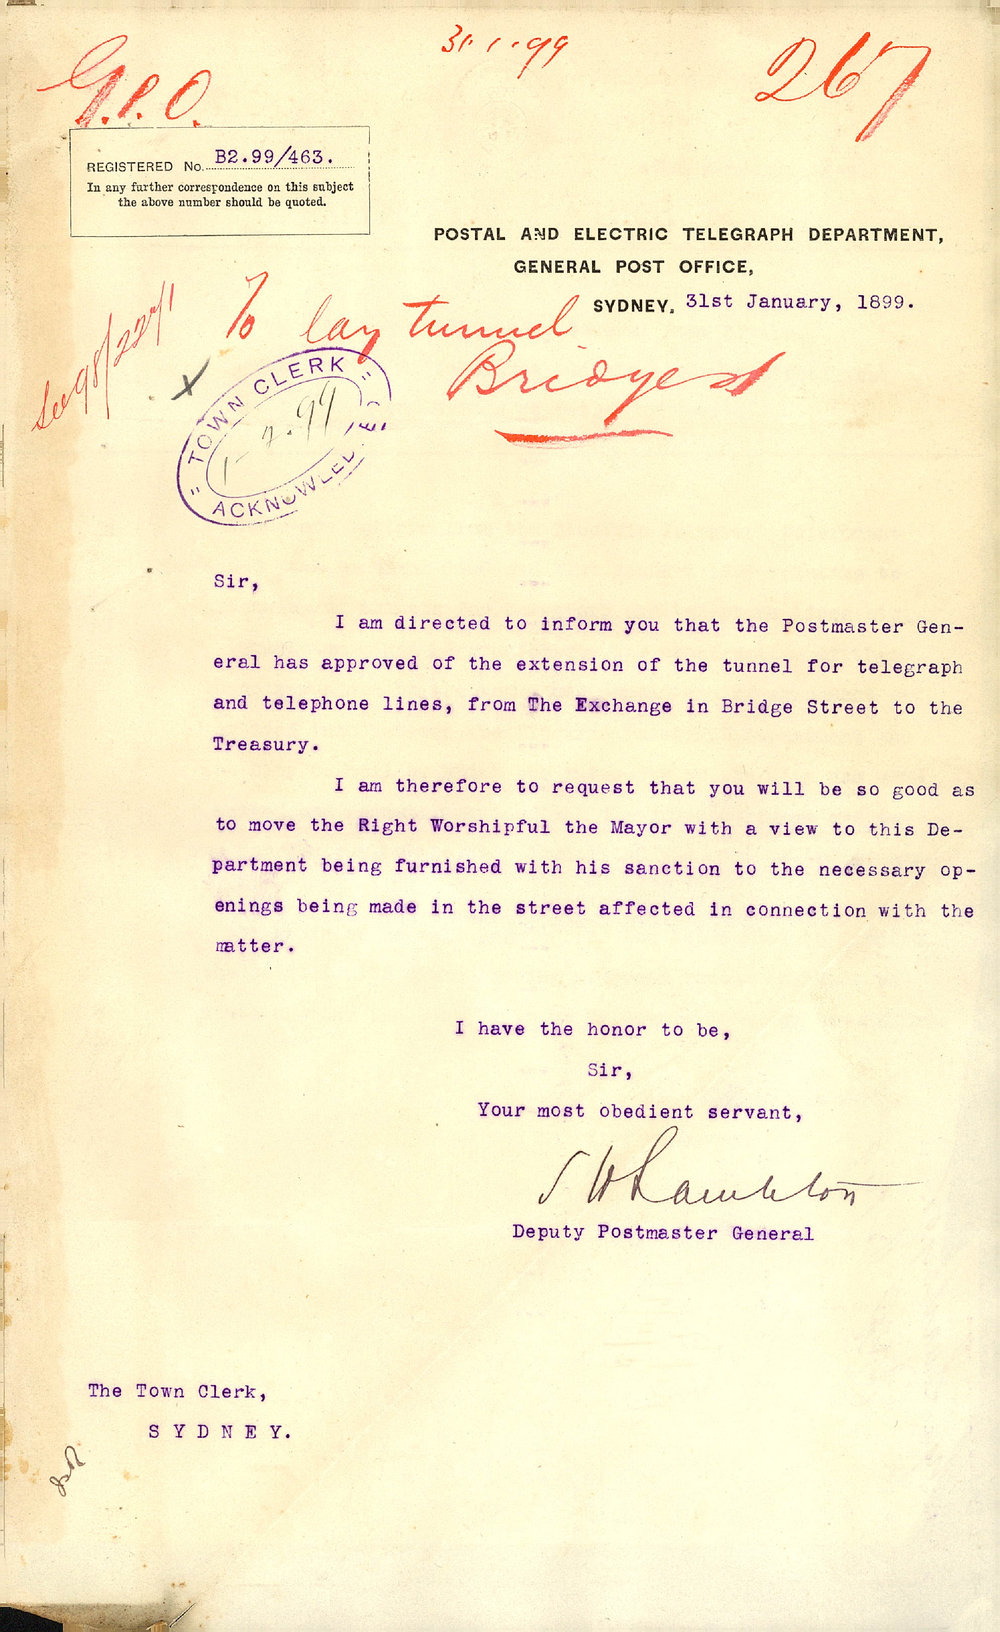 31.1.99
267
G.P.O.
REGISTERED No. B2.99/463.
In any further correspondence on this subject
the above number should be quoted.
POSTAL AND ELECTRIC TELEGRAPH DEPARTMENT,
GENERAL POST OFFICE,
SYDNEY, 31st January, 1899.
See 98/2271
To lay tunnel
Bridge st
"TOWN CLERK"
1-2.99
ACKNOWLEDGED
Sir,
I am directed to inform you that the Postmaster Gen-
eral has approved of the extension of the tunnel for telegraph
and telephone lines, from The Exchange in Bridge Street to the
Treasury.
I am therefore to request that you will be so good as
to move the Right Worshipful the Mayor with a view to this De-
partment being furnished with his sanction to the necessary op-
enings being made in the street affected in connection with the
matter.
I have the honor to be,
Sir,
Your most obedient servant,
S H Lambton
Deputy Postmaster General
The Town Clerk,
S Y D N E Y.